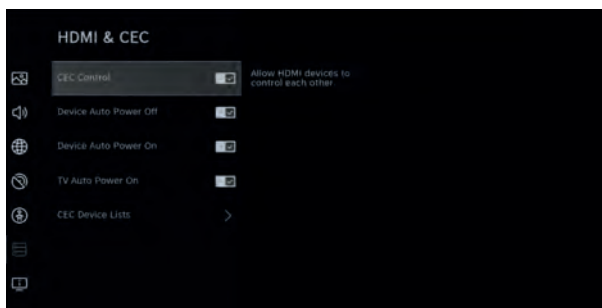 HDMI & CEC
CEC Control
Allow HDMI devices to
control each other
Device Auto Power Off
Device Auto Power On
TV Auto Power On
CEC Device Lists